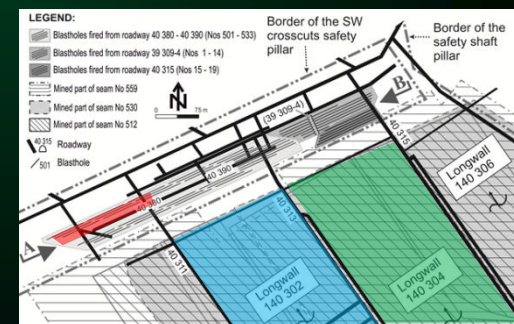 LEGEND:
Blastholes fired from roadway 40 380 - 40 390 (Nos 501 - 533)
Blastholes fired from roadway 39 309-4 (Nos 1 - 14)
Blastholes fired from roadway 40 315 (Nos 15 - 19)
Mined part of seam No 559
Mined part of seam No 530
Mined part of seam No 512
40 315
Roadway
501
Blasthole
N
0 75 m
Border of the SW
crosscuts safety
pillar
Border of the
safety shaft
pillar
(39 309-4)
B
40 315
40 390
40 380
A
40 311
40 313
Longwall
140 302
Longwall
140 304
Longwall
140 306